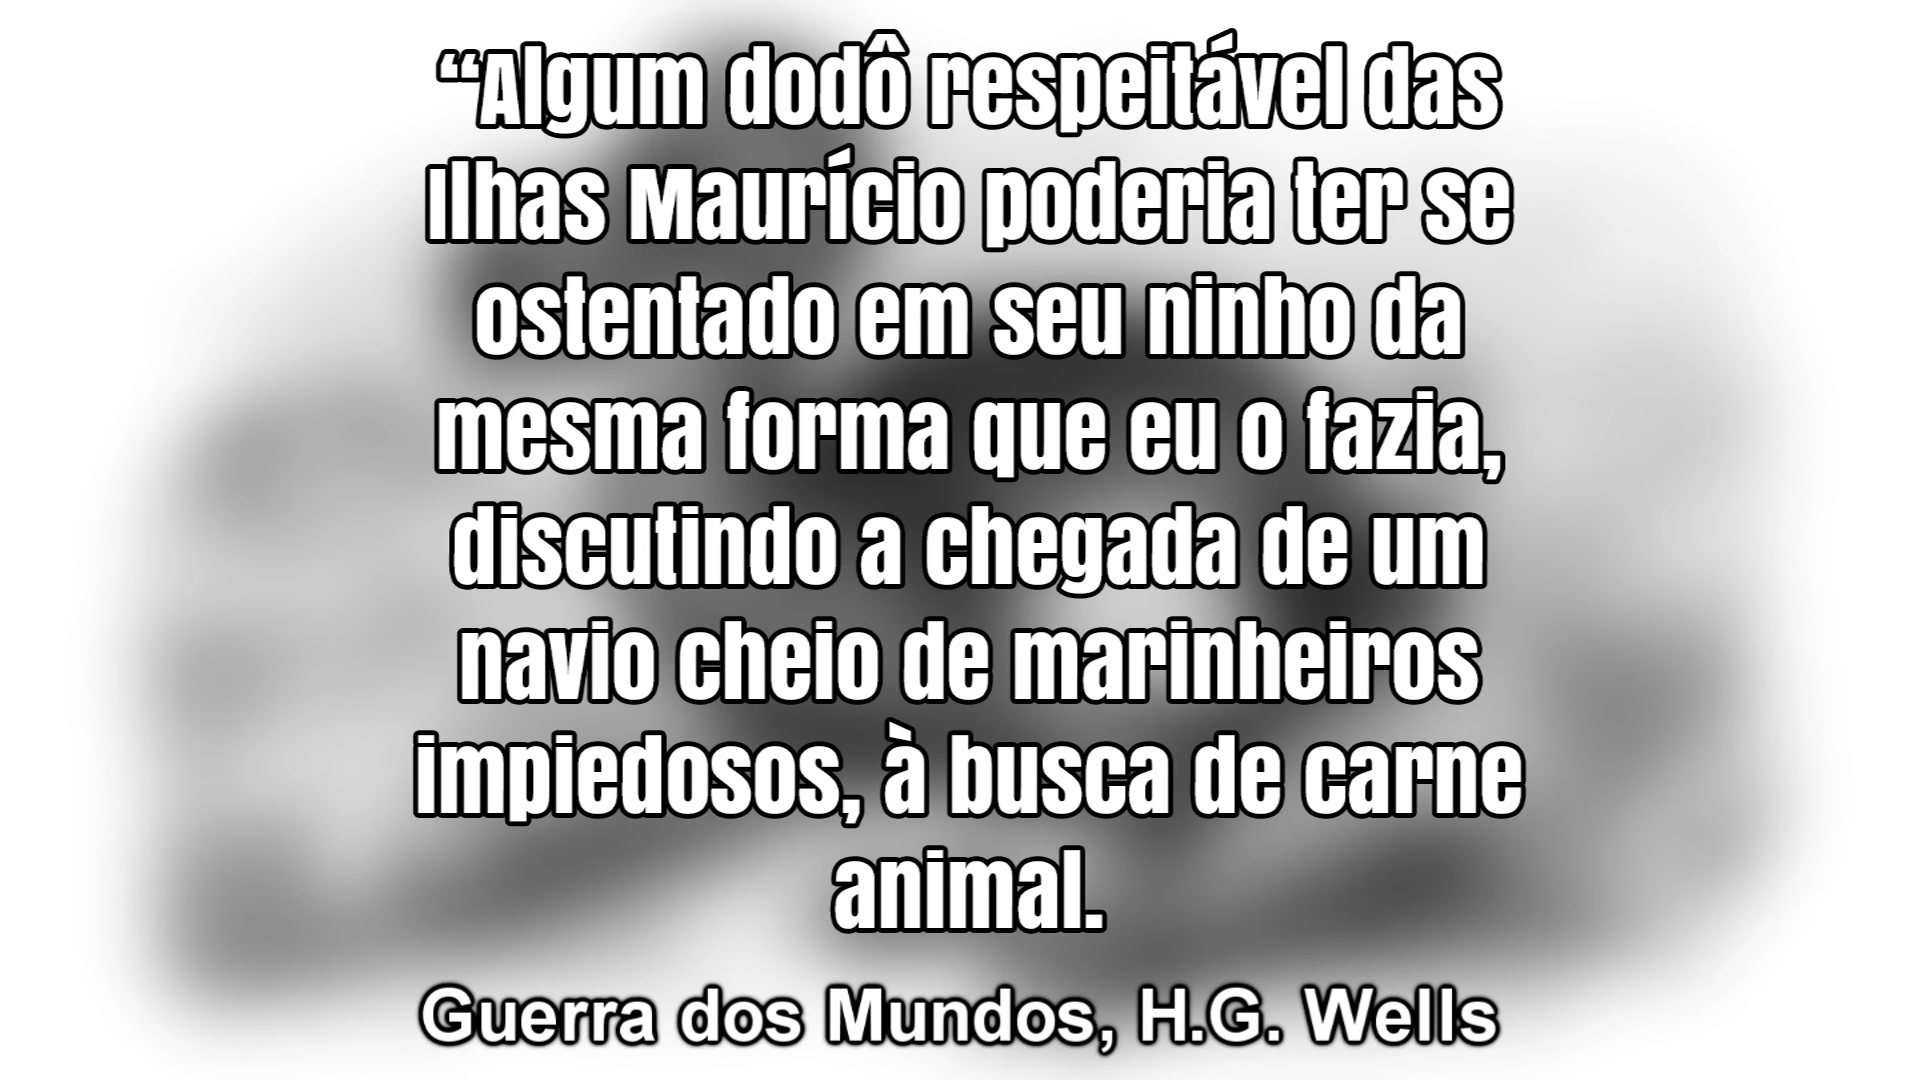 “Algum dodô respeitável das
Ilhas Maurício poderia ter se
ostentado em seu ninho da
mesma forma que eu o fazia,
discutindo a chegada de um
navio cheio de marinheiros
impiedosos, à busca de carne
animal.
Guerra dos Mundos, H.G. Wells